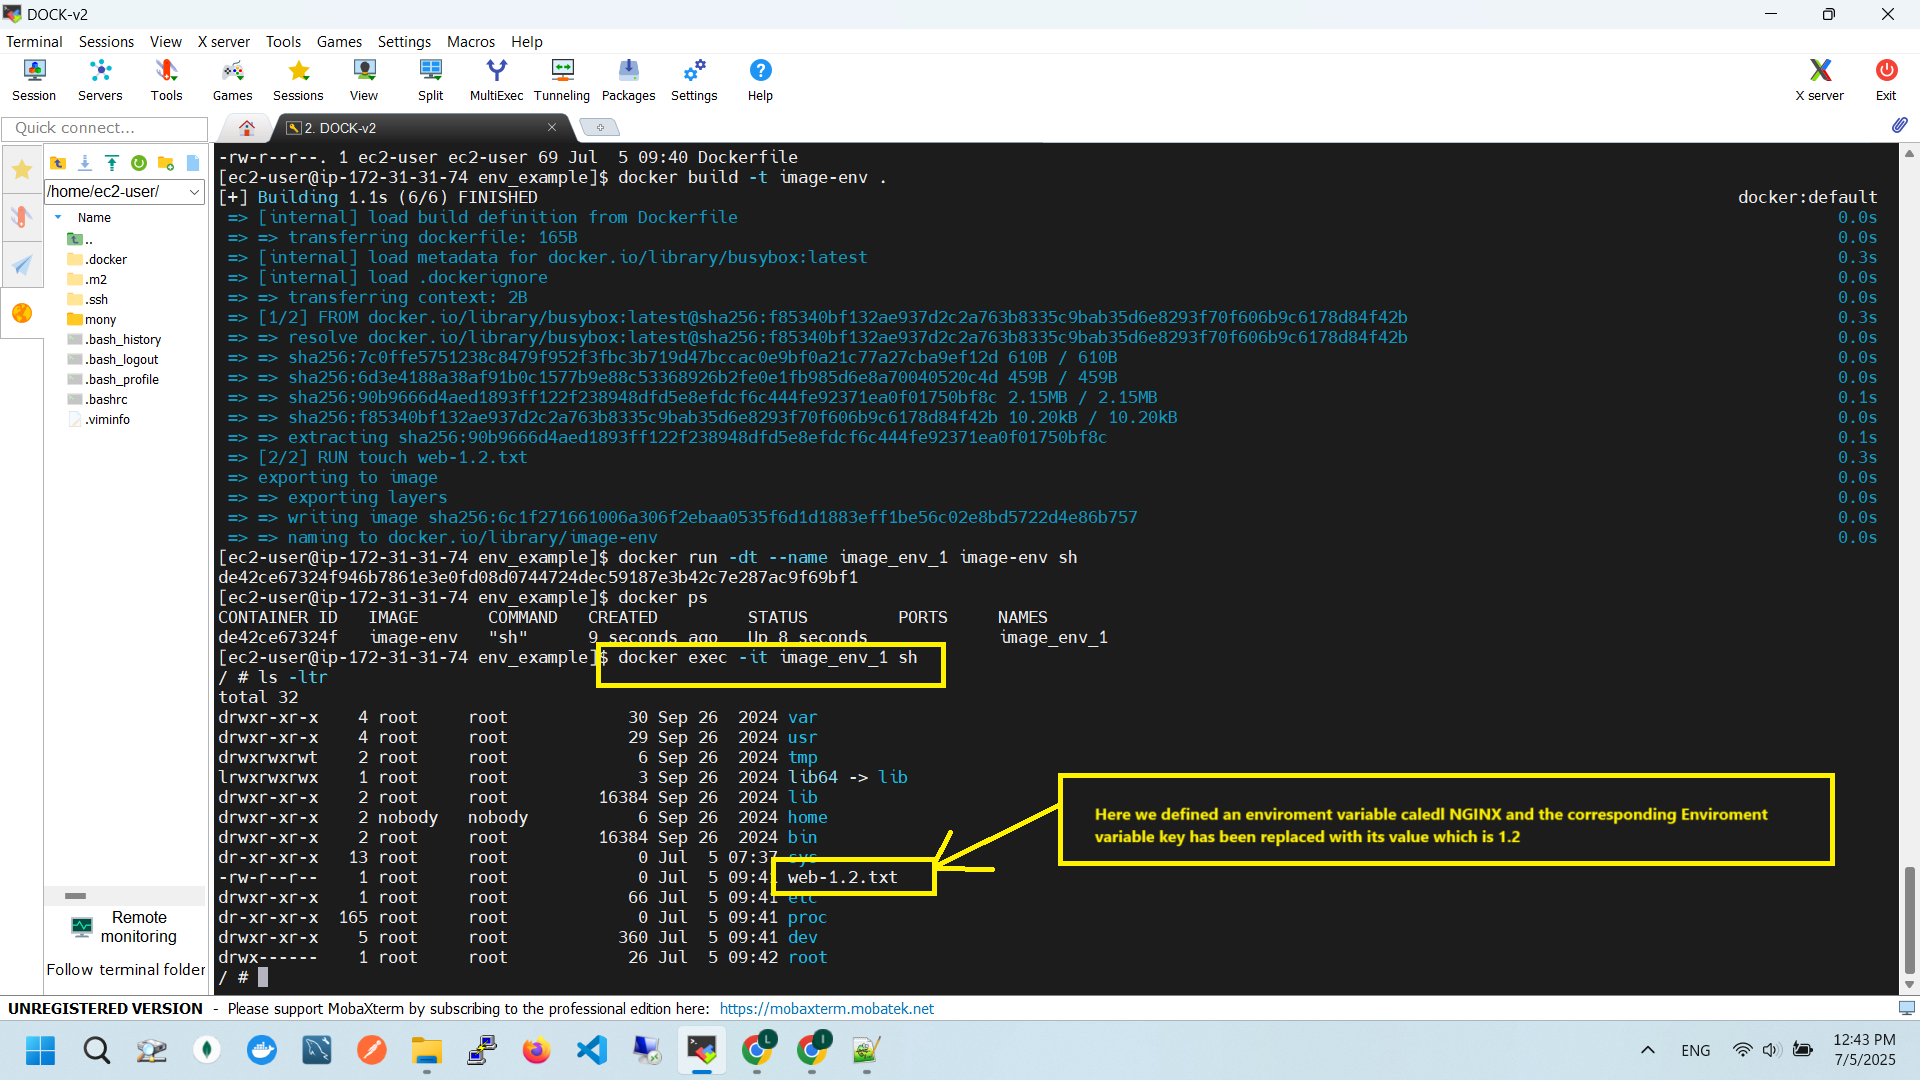 DOCK-v2
Terminal Sessions View X server Tools Games Settings Macros Help
Session Servers Tools Games Sessions View Split MultiExec Tunneling Packages Settings Help X server Exit
Quick connect...
2. DOCK-v2
/home/ec2-user/
Name
..
.docker
.m2
.ssh
mony
.bash_history
.bash_logout
.bash_profile
.bashrc
.viminfo
Remote
monitoring
Follow terminal folder
-rw-r--r--. 1 ec2-user ec2-user 69 Jul  5 09:40 Dockerfile
[ec2-user@ip-172-31-31-74 env_example]$ docker build -t image-env .
[+] Building 1.1s (6/6) FINISHED docker:default
=> [internal] load build definition from Dockerfile 0.0s
=> => transferring dockerfile: 165B 0.0s
=> [internal] load metadata for docker.io/library/busybox:latest 0.3s
=> [internal] load .dockerignore 0.0s
=> => transferring context: 2B 0.0s
=> [1/2] FROM docker.io/library/busybox:latest@sha256:f85340bf132ae937d2c2a763b8335c9bab35d6e8293f70f606b9c6178d84f42b 0.3s
=> => resolve docker.io/library/busybox:latest@sha256:f85340bf132ae937d2c2a763b8335c9bab35d6e8293f70f606b9c6178d84f42b 0.0s
=> => sha256:7c0ffe5751238c8479f952f3fbc3b719d47bccac0e9bf0a21c77a27cba9ef12d 610B / 610B 0.0s
=> => sha256:6d3e4188a38af91b0c1577b9e88c53368926b2fe0e1fb985d6e8a70040520c4d 459B / 459B 0.0s
=> => sha256:90b9666d4aed1893ff122f238948dfd5e8efdcf6c444fe92371ea0f01750bf8c 2.15MB / 2.15MB 0.1s
=> => sha256:f85340bf132ae937d2c2a763b8335c9bab35d6e8293f70f606b9c6178d84f42b 10.20kB / 10.20kB 0.0s
=> => extracting sha256:90b9666d4aed1893ff122f238948dfd5e8efdcf6c444fe92371ea0f01750bf8c 0.1s
=> [2/2] RUN touch web-1.2.txt 0.3s
=> exporting to image 0.0s
=> => exporting layers 0.0s
=> => writing image sha256:6c1f271661006a306f2ebaa0535f6d1d1883eff1be56c02e8bd5722d4e86b757 0.0s
=> => naming to docker.io/library/image-env 0.0s
[ec2-user@ip-172-31-31-74 env_example]$ docker run -dt --name image_env_1 image-env sh
de42ce67324f946b7861e3e0fd08d0744724dec59187e3b42c7e287ac9f69bf1
[ec2-user@ip-172-31-31-74 env_example]$ docker ps
CONTAINER ID   IMAGE       COMMAND   CREATED         STATUS         PORTS     NAMES
de42ce67324f   image-env   "sh"      9 seconds ago   Up 8 seconds             image_env_1
[ec2-user@ip-172-31-31-74 env_example]$ docker exec -it image_env_1 sh
/ # ls -ltr
total 32
drwxr-xr-x    4 root     root            30 Sep 26  2024 var
drwxr-xr-x    4 root     root            29 Sep 26  2024 usr
drwxrwxrwt    2 root     root             6 Sep 26  2024 tmp
lrwxrwxrwx    1 root     root             3 Sep 26  2024 lib64 -> lib
drwxr-xr-x    2 root     root         16384 Sep 26  2024 lib
drwxr-xr-x    2 nobody   nobody           6 Sep 26  2024 home
drwxr-xr-x    2 root     root         16384 Sep 26  2024 bin
dr-xr-xr-x   13 root     root             0 Jul  5 07:37 sys
-rw-r--r--    1 root     root             0 Jul  5 09:41 web-1.2.txt
drwxr-xr-x    1 root     root            66 Jul  5 09:41 etc
dr-xr-xr-x  165 root     root             0 Jul  5 09:41 proc
drwxr-xr-x    5 root     root           360 Jul  5 09:41 dev
drwx------    1 root     root            26 Jul  5 09:42 root
/ #
Here we defined an enviroment variable caledl NGINX and the corresponding Enviroment
variable key has been replaced with its value which is 1.2
UNREGISTERED VERSION - Please support MobaXterm by subscribing to the professional edition here: https://mobaxterm.mobatek.net
L
I
ENG
12:43 PM
7/5/2025